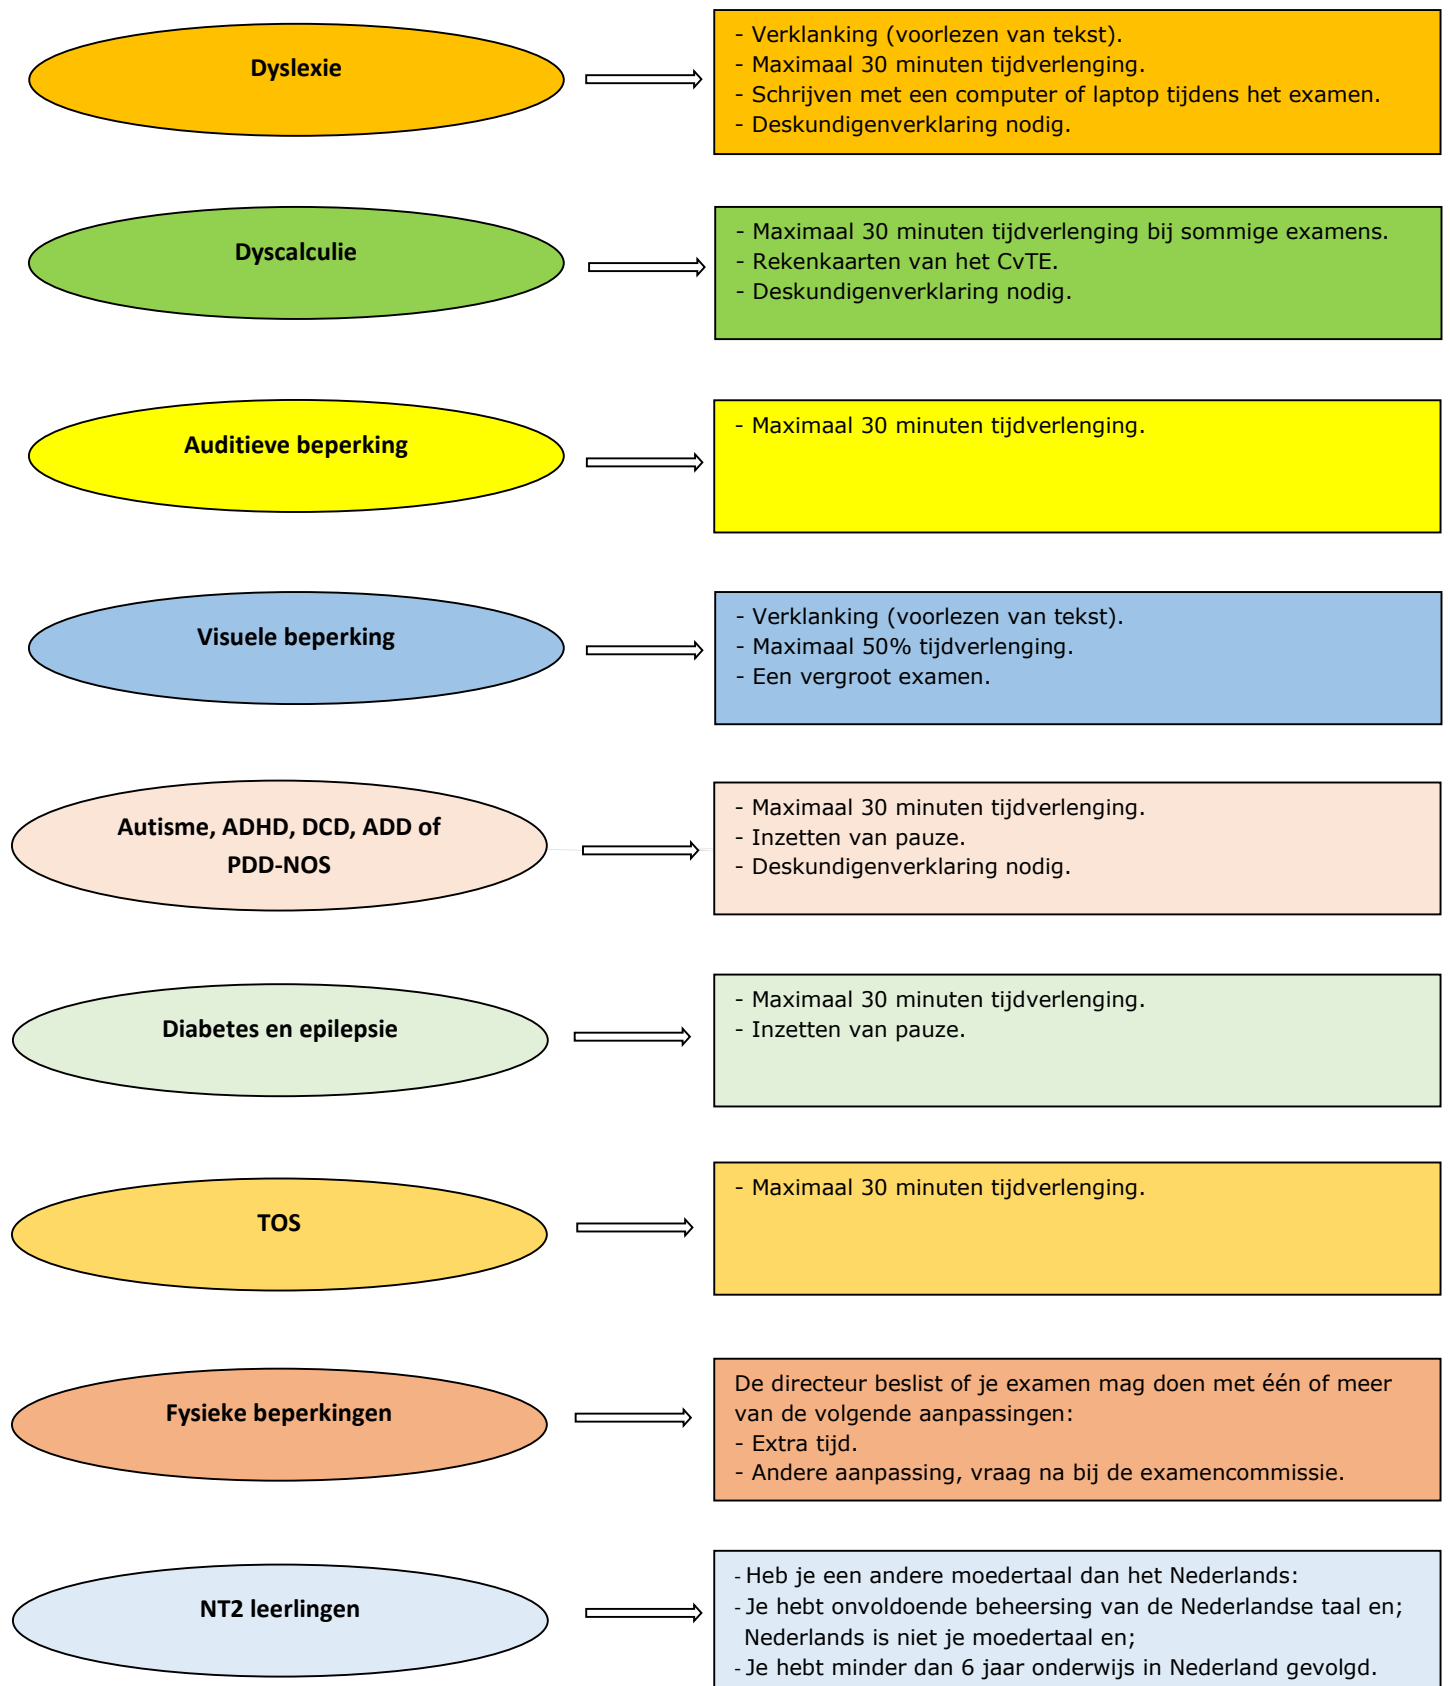 Dyslexie
- Verklanking (voorlezen van tekst).
- Maximaal 30 minuten tijdverlenging.
- Schrijven met een computer of laptop tijdens het examen.
- Deskundigenverklaring nodig.
Dyscalculie
- Maximaal 30 minuten tijdverlenging bij sommige examens.
- Rekenkaarten van het CvTE.
- Deskundigenverklaring nodig.
Auditieve beperking
- Maximaal 30 minuten tijdverlenging.
Visuele beperking
- Verklanking (voorlezen van tekst).
- Maximaal 50% tijdverlenging.
- Een vergroot examen.
Autisme, ADHD, DCD, ADD of
PDD-NOS
- Maximaal 30 minuten tijdverlenging.
- Inzetten van pauze.
- Deskundigenverklaring nodig.
Diabetes en epilepsie
- Maximaal 30 minuten tijdverlenging.
- Inzetten van pauze.
TOS
- Maximaal 30 minuten tijdverlenging.
Fysieke beperkingen
De directeur beslist of je examen mag doen met één of meer
van de volgende aanpassingen:
- Extra tijd.
- Andere aanpassing, vraag na bij de examencommissie.
NT2 leerlingen
- Heb je een andere moedertaal dan het Nederlands:
- Je hebt onvoldoende beheersing van de Nederlandse taal en;
Nederlands is niet je moedertaal en;
- Je hebt minder dan 6 jaar onderwijs in Nederland gevolgd.